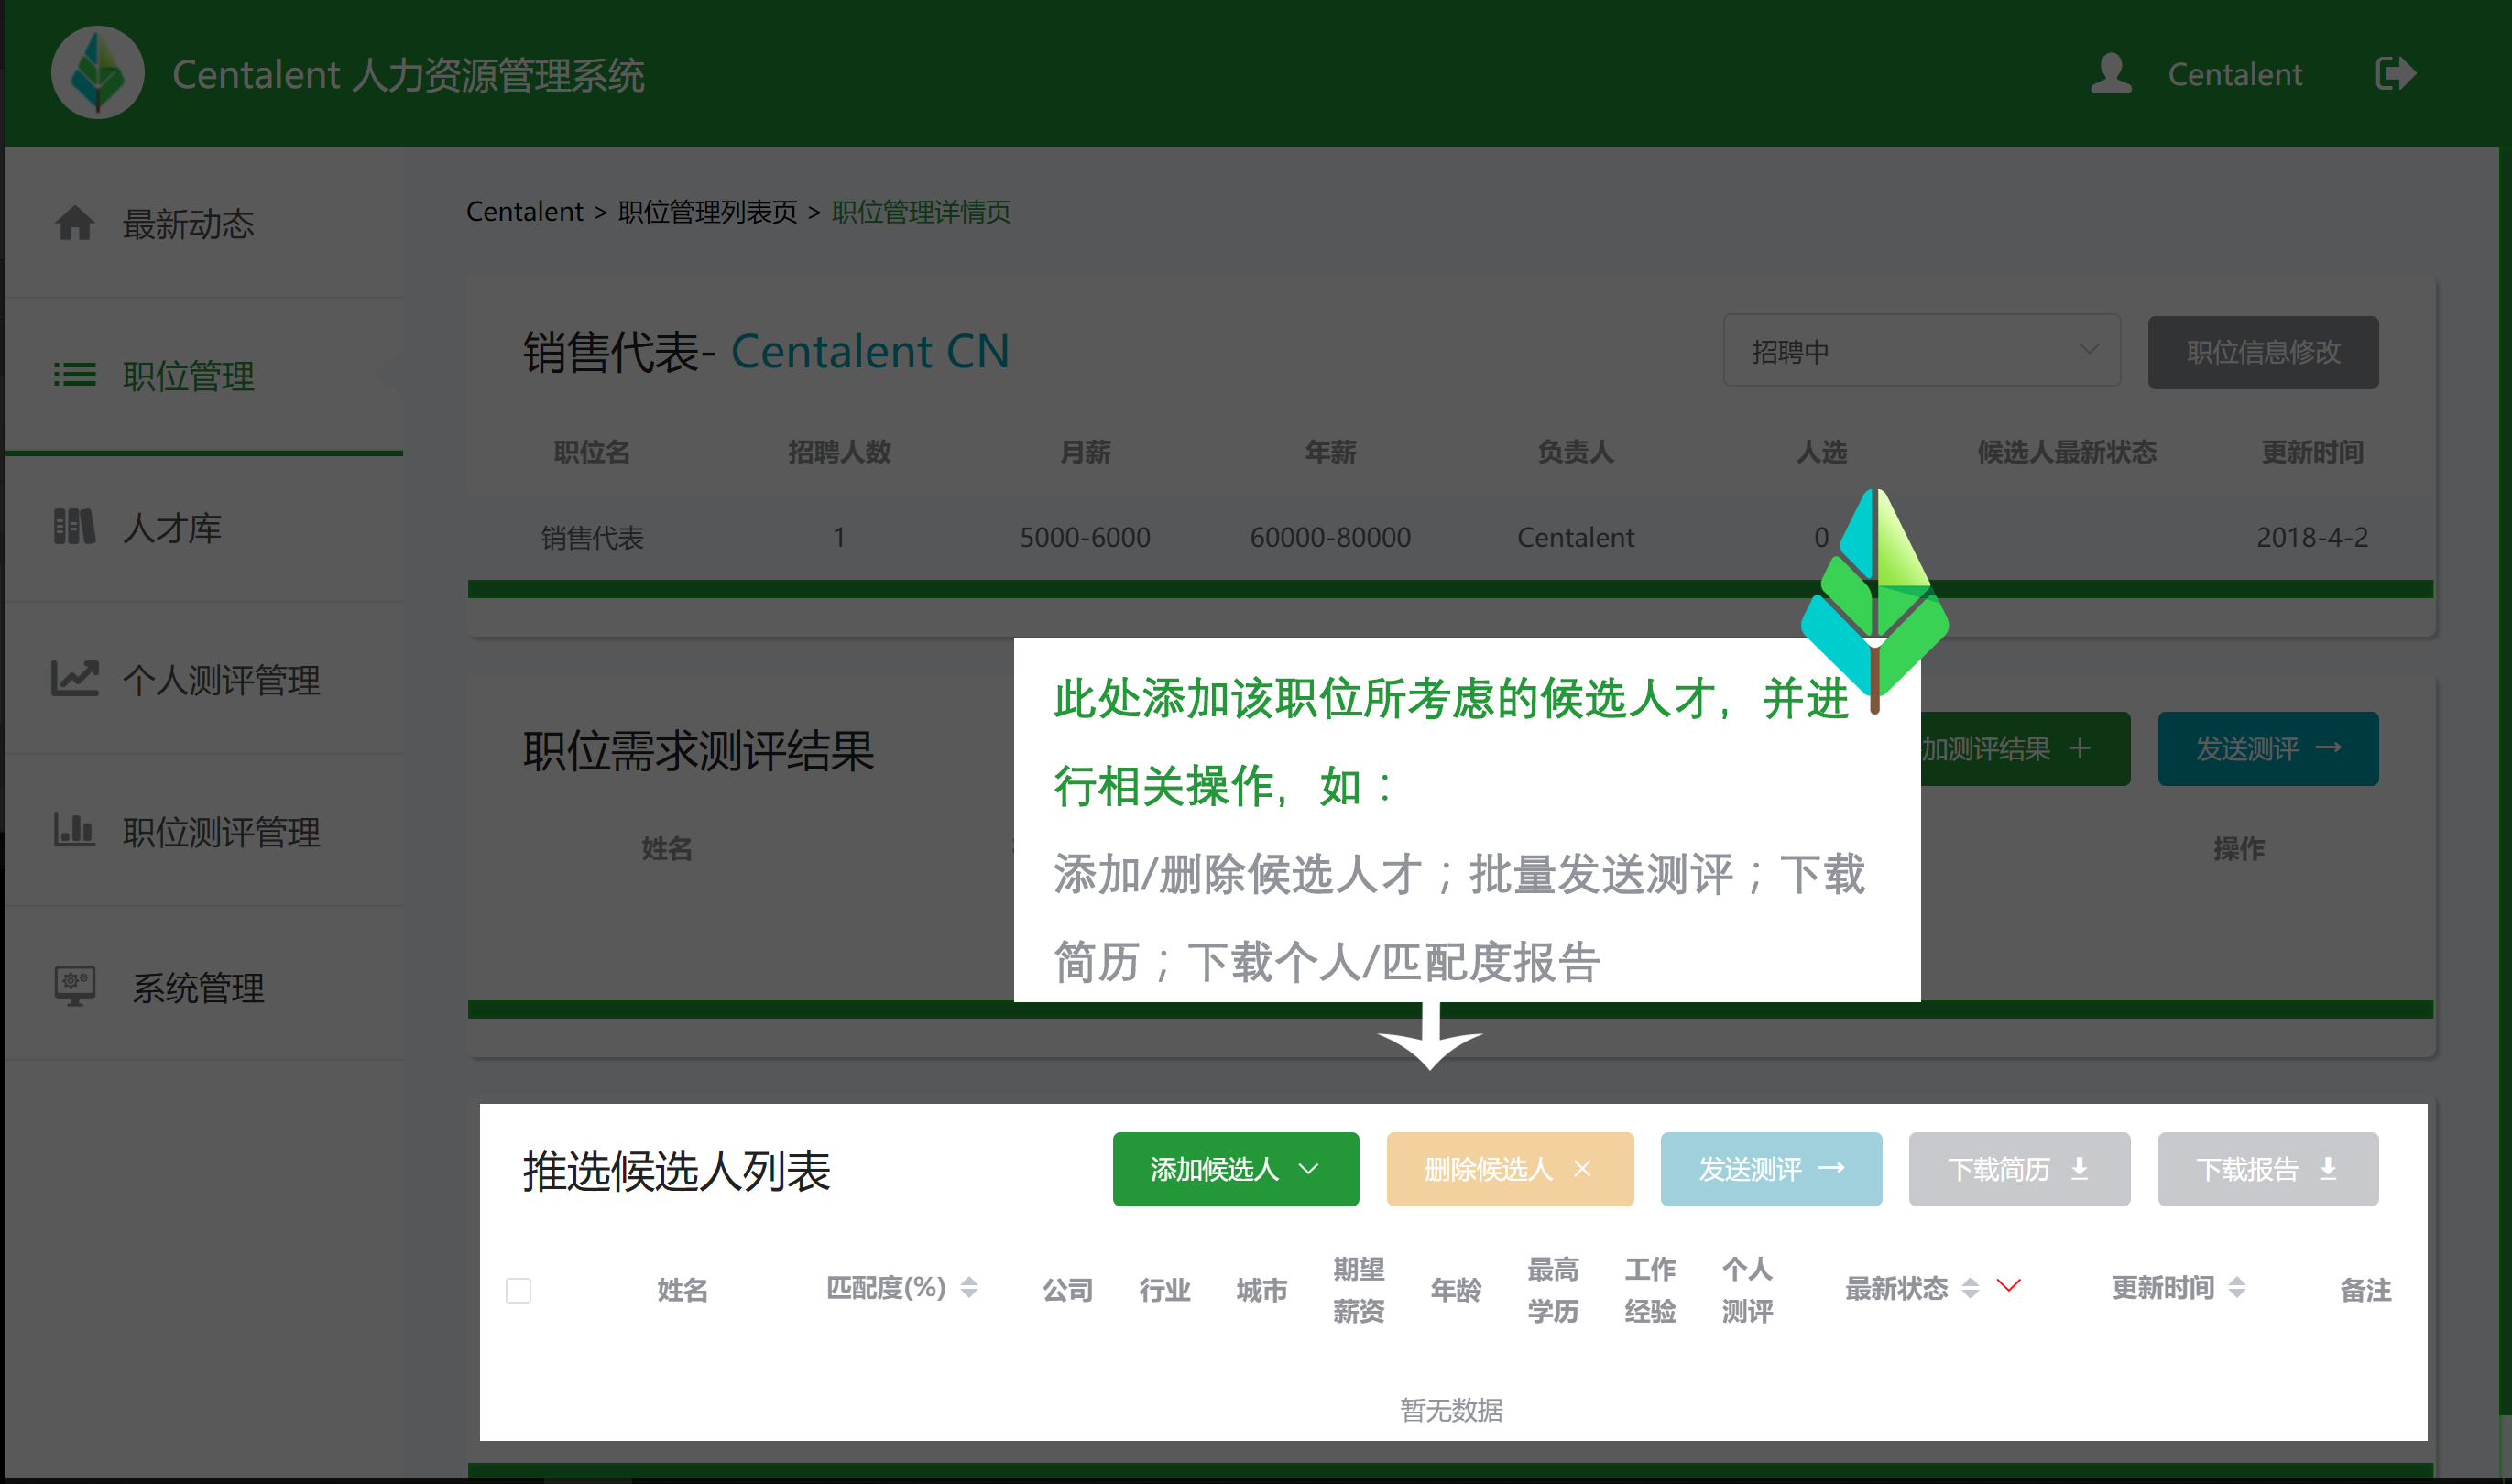 Centalent 人力资源管理系统
Centalent
最新动态
职位管理
人才库
个人测评管理
职位测评管理
系统管理
Centalent > 职位管理列表页 > 职位管理详情页
销售代表- Centalent CN
招聘中
职位信息修改
职位名 招聘人数 月薪 年薪 负责人 人选 候选人最新状态 更新时间
销售代表 1 5000-6000 60000-80000 Centalent 0 2018-4-2
职位需求测评结果
加测评结果
发送测评
姓名 操作
此处添加该职位所考虑的候选人才，并进
行相关操作，如：
添加/删除候选人才；批量发送测评；下载
简历；下载个人/匹配度报告
推选候选人列表
添加候选人
删除候选人
发送测评
下载简历
下载报告
姓名 匹配度(%) 公司 行业 城市 期望薪资 年龄 最高学历 工作经验 个人测评 最新状态 更新时间 备注
暂无数据